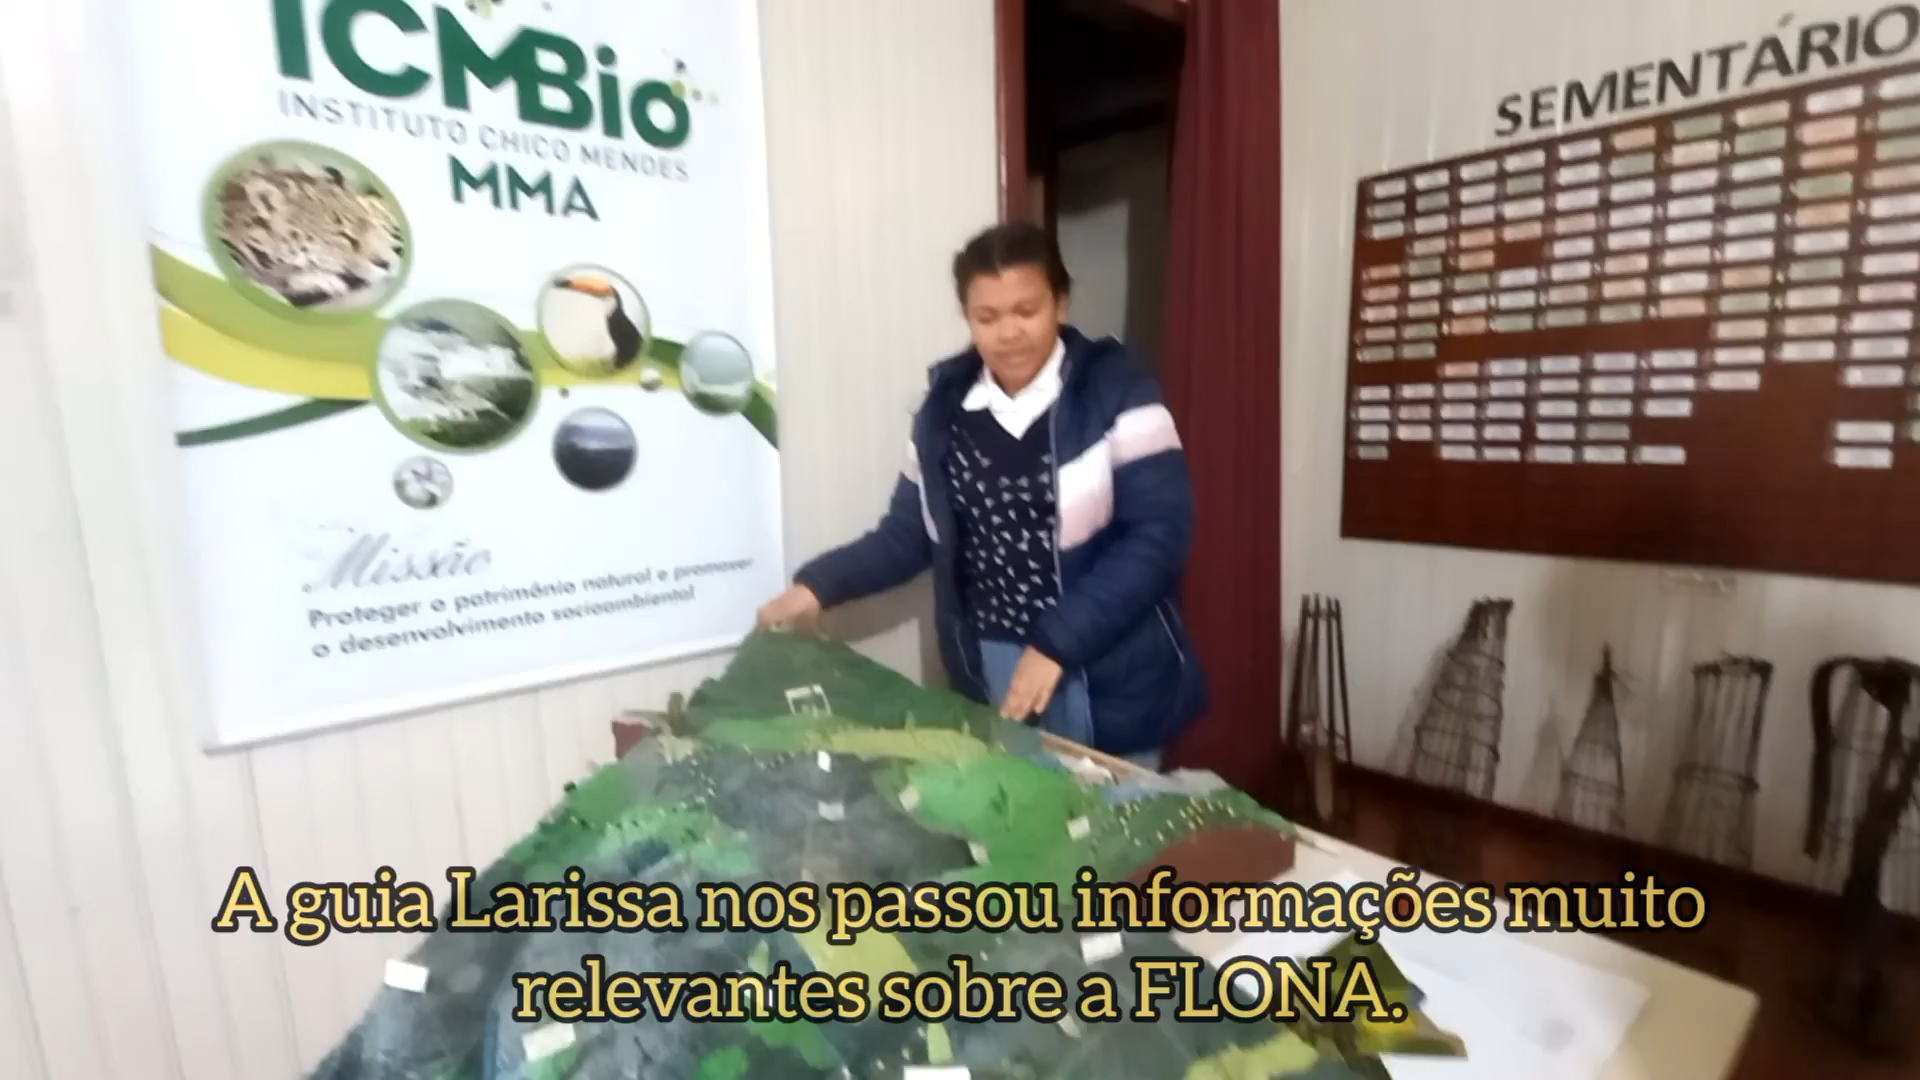 ICMBio
INSTITUTO CHICO MENDES
MMA
SEMENTÁRIO
Missão
Proteger o patrimônio natural e promover
o desenvolvimento socioambiental
A guia Larissa nos passou informações muito
relevantes sobre a FLONA.